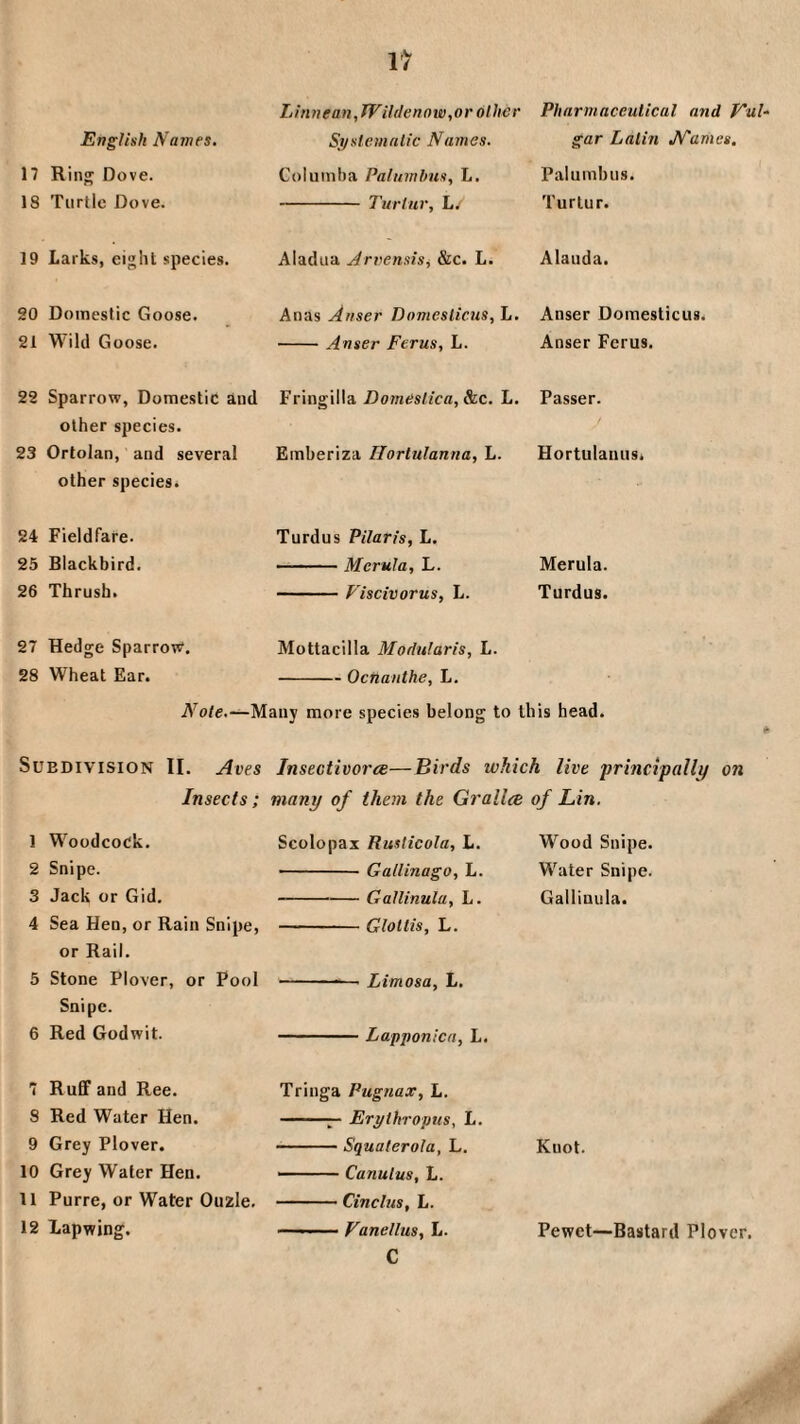 17
English Names. Linnean, Wildenow, or other Systematic Names. Pharmaceutical and Vulgar Latin Names.
17 Ring Dove. Columba Palumbus, L. Palumbus.
18 Turtle Dove. ——— Turtur, L. Turtur.
19 Larks, eight species. Aladua Arvensis, &c. L. Alauda.
20 Domestic Goose. Anas Anser Domesticus, L. Anser Domesticus.
21 Wild Goose. —— Anser Ferus, L. Anser Ferus.
22 Sparrow, Domestic and Fringilla Domestica, &c. L. Passer.
other species.
23 Ortolan, and several Emberiza Hortulanna, L. Hortulanus.
other species.
24 Fieldfare. Turdus Pilaris, L.
25 Blackbird. ——— Merula, L. Merula.
26 Thrush. ——— Viscivorus, L. Turdus.
27 Hedge Sparrow. Mottacilla Modularis, L.
28 Wheat Ear. ——— Ocnanthe, L.
Note.—Many more species belong to this head.
Subdivision II. Aves Insectivoræ—Birds which live principally on
Insects; many of them the Grallæ of Lin.
1 Woodcock. Scolopax Rusticola, L. Wood Snipe.
2 Snipe. ——— Gallinago, L. Water Snipe.
3 Jack or Gid. ——— Gallinula, L. Gallinula.
4 Sea Hen, or Rain Snipe, ——— Glottis, L.
or Rail.
5 Stone Plover, or Pool ——— Limosa, L.
Snipe.
6 Red Godwit. ——— Lapponica, L.
7 Ruff and Ree. Tringa Pugnax, L.
8 Red Water Hen. ——— Erythropus, L.
9 Grey Plover. ——— Squaterola, L. Knot.
10 Grey Water Hen. ——— Canutus, L.
11 Purre, or Water Ouzle. ——— Cinclus, L.
12 Lapwing. ——— Vanellus, L. Pewet—Bastard Plover.
C